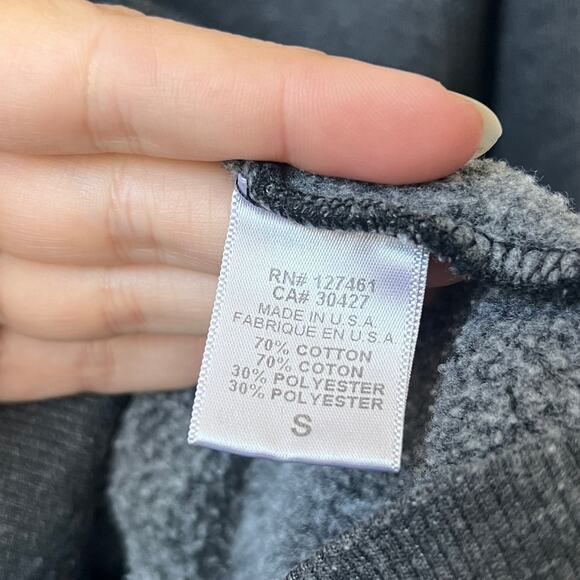 RN# 127461
CA# 30427
MADE IN U.S.A.
FABRIQUE EN U.S.A.
70% COTTON
70% COTON
30% POLYESTER
30% POLYESTER
S